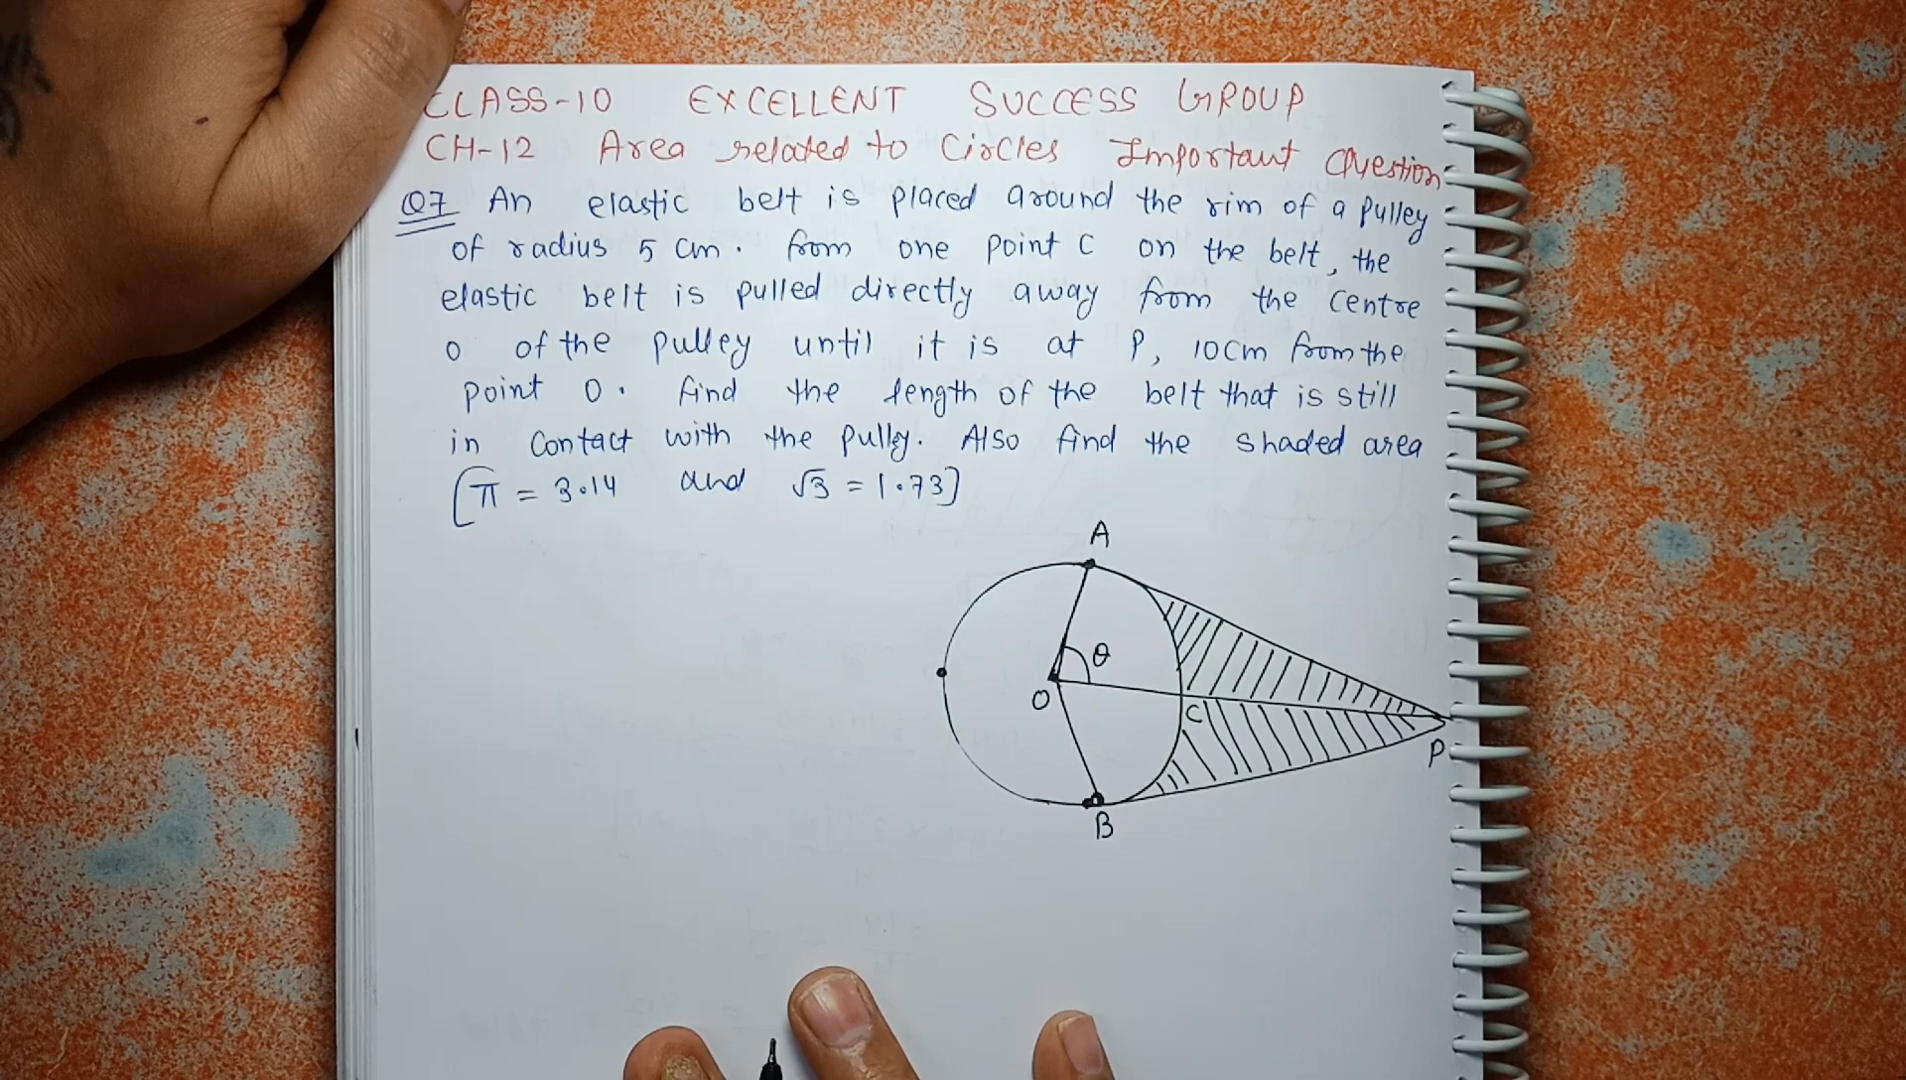 CLASS-10 EXCELLENT SUCCESS GROUP
CH-12 Area related to Circles Important Question
Q7 An elastic belt is placed around the rim of a pulley
of radius 5 cm. from one point C on the belt, the
elastic belt is pulled directly away from the centre
O of the pulley until it is at P, 10cm from the
point O. find the length of the belt that is still
in contact with the pulley. Also find the shaded area
[π = 3.14 and √3 = 1.73]
A
θ
O
C
P
B